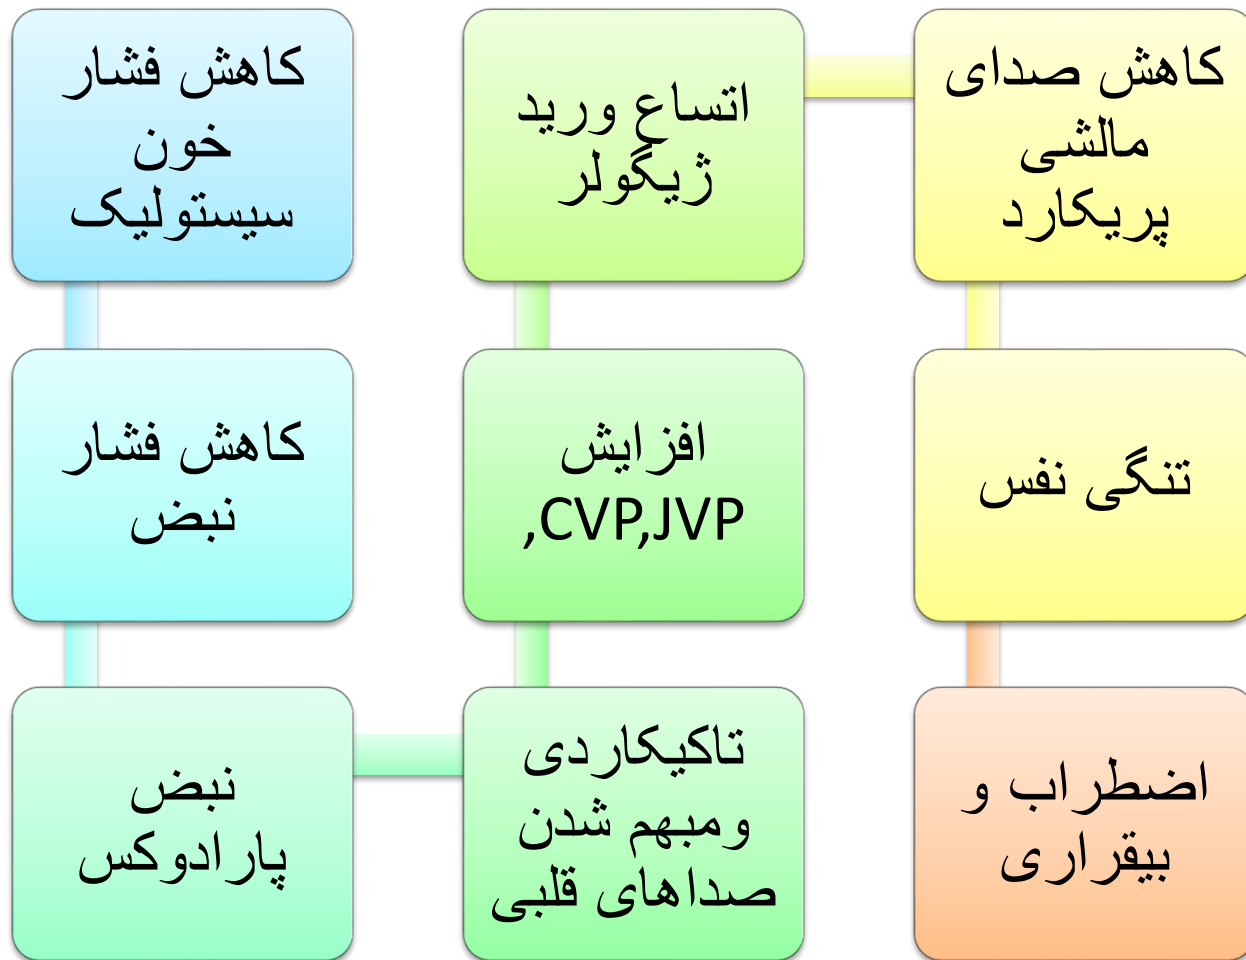 کاهش فشار
خون
سیستولیک
کاهش فشار
نبض
نبض
پارادوکس
تاکیکاردی
ومبهم شدن
صداهای قلبی
افزایش
,CVP,JVP
اتساع ورید
ژیگولر
کاهش صدای
مالشی
پریکارد
تنگی نفس
اضطراب و
بیقراری